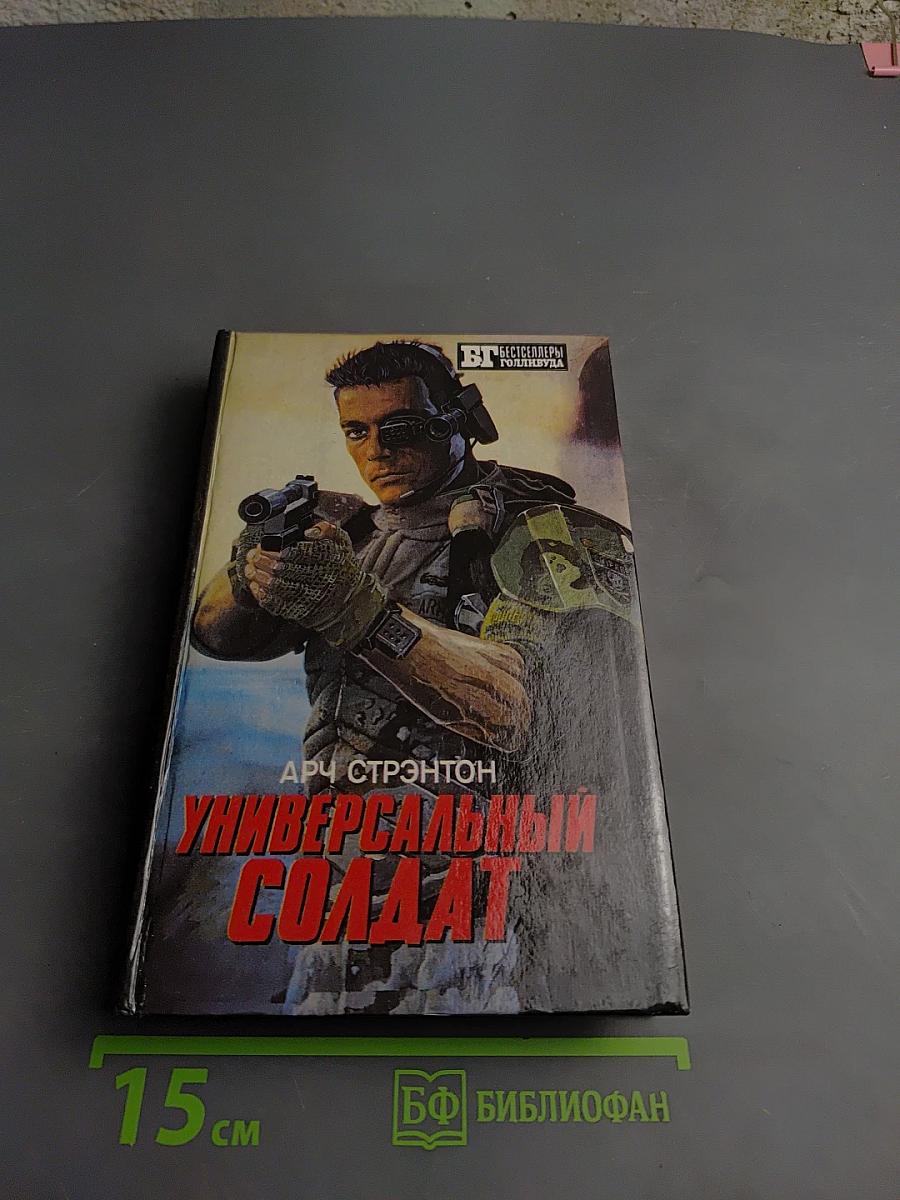 БГ БЕСТСЕЛЛЕРЫ
ГОЛЛИВУДА
АРЧ СТРЭНТОН
УНИВЕРСАЛЬНЫЙ
СОЛДАТ
15 см
БФ БИБЛИОФАН